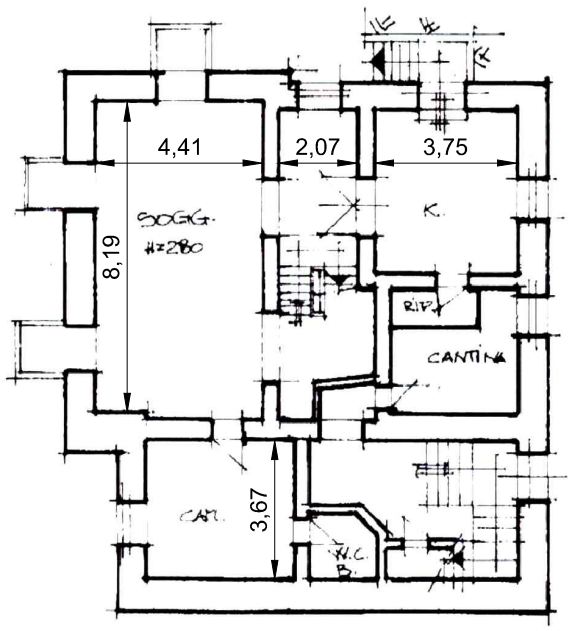 4,41
2,07
3,75
SOGG.
H=280
K.
8,19
RIP.
CANTINA
3,67
CAM.
W.C.
B.